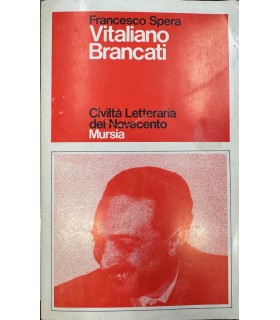 Francesco Spera
Vitaliano
Brancati
Civiltà Letteraria
del Novecento
Mursia